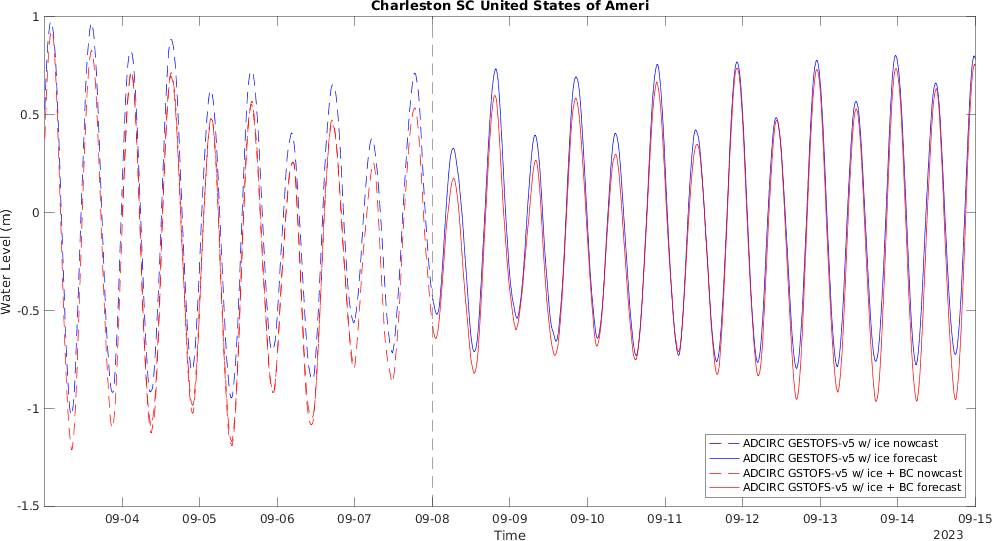 Charleston SC United States of Ameri
1
0.5
0
-0.5
-1
-1.5
Water Level (m)
09-04 09-05 09-06 09-07 09-08 09-09 09-10 09-11 09-12 09-13 09-14 09-15
Time
2023
ADCIRC GESTOFS-v5 w/ ice nowcast
ADCIRC GESTOFS-v5 w/ ice forecast
ADCIRC GSTOFS-v5 w/ ice + BC nowcast
ADCIRC GSTOFS-v5 w/ ice + BC forecast